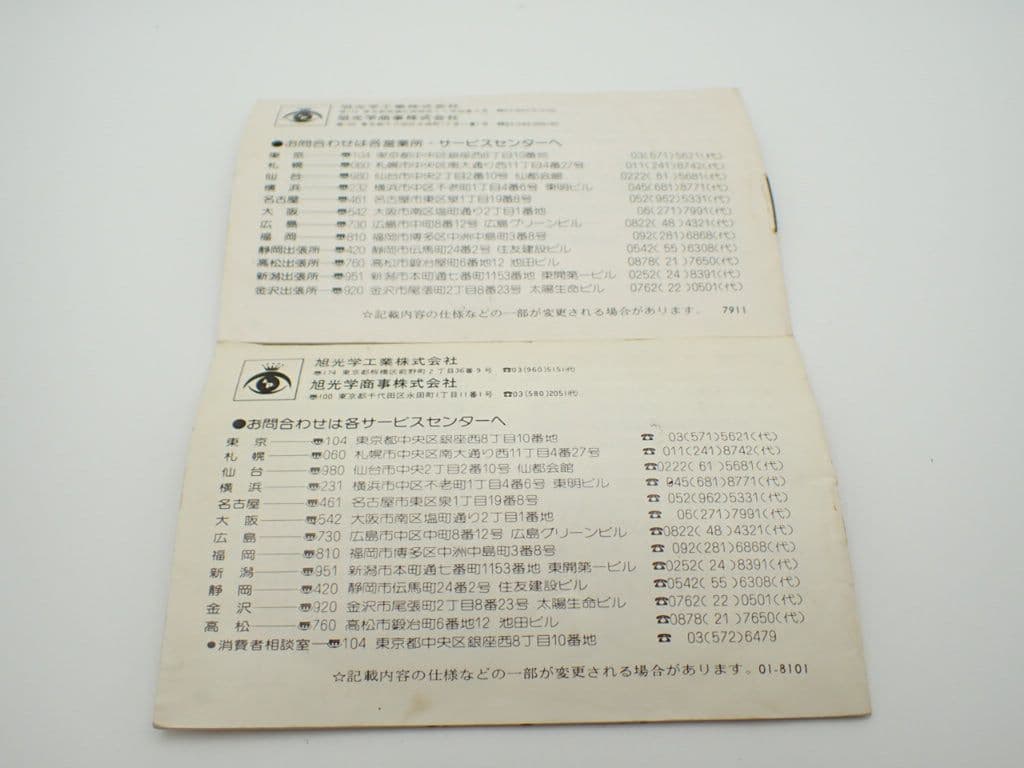 旭光学工業株式会社
旭光学商事株式会社
●お問合わせは各営業所・サービスセンターへ
東京―〠104 東京都中央区銀座西8丁目10番地 03(571)5621(代)
札幌―〠060 札幌市中央区南大通り西11丁目4番27号 011(241)8742(代)
仙台―〠980 仙台市中央2丁目2番10号 仙都会館 0222(61)5681(代)
横浜―〠232 横浜市中区不老町1丁目4番6号 東明ビル 045(681)8771(代)
名古屋―〠461 名古屋市東区泉1丁目19番8号 052(962)5331(代)
大阪―〠542 大阪市南区塩町通り2丁目1番地 06(271)7991(代)
広島―〠730 広島市中町8番12号 広島グリーンビル 0822(48)4321(代)
福岡―〠810 福岡市博多区中洲中島町3番8号 092(281)6868(代)
静岡出張所―〠420 静岡市伝馬町24番2号 住友建設ビル 0542(55)6308(代)
高松出張所―〠760 高松市鍛冶屋町6番地12 池田ビル 0878(21)7650(代)
新潟出張所―〠951 新潟市本町通七番町1153番地 東開第一ビル 0252(24)8391(代)
金沢出張所―〠920 金沢市尾張町2丁目8番23号 太陽生命ビル 0762(22)0501(代)
☆記載内容の仕様などの一部が変更される場合があります。 7911
旭光学工業株式会社
〠174 東京都板橋区前野町2丁目36番9号 ☎03(960)5151代
旭光学商事株式会社
〠100 東京都千代田区永田町1丁目11番1号 ☎03(580)2051代
●お問合わせは各サービスセンターへ
東京―〠104 東京都中央区銀座西8丁目10番地 ☎03(571)5621(代)
札幌―〠060 札幌市中央区南大通り西11丁目4番27号 ☎011(241)8742(代)
仙台―〠980 仙台市中央2丁目2番10号 仙都会館 ☎0222(61)5681(代)
横浜―〠231 横浜市中区不老町1丁目4番6号 東明ビル ☎045(681)8771(代)
名古屋―〠461 名古屋市東区泉1丁目19番8号 ☎052(962)5331(代)
大阪―〠542 大阪市南区塩町通り2丁目1番地 ☎06(271)7991(代)
広島―〠730 広島市中区中町8番12号 広島グリーンビル ☎0822(48)4321(代)
福岡―〠810 福岡市博多区中洲中島町3番8号 ☎092(281)6868(代)
新潟―〠951 新潟市本町通七番町1153番地 東開第一ビル ☎0252(24)8391(代)
静岡―〠420 静岡市伝馬町24番2号 住友建設ビル ☎0542(55)6308(代)
金沢―〠920 金沢市尾張町2丁目8番23号 太陽生命ビル ☎0762(22)0501(代)
高松―〠760 高松市鍛冶町6番地12 池田ビル ☎0878(21)7650(代)
●消費者相談室―〠104 東京都中央区銀座西8丁目10番地 ☎03(572)6479
☆記載内容の仕様などの一部が変更される場合があります。01-8101